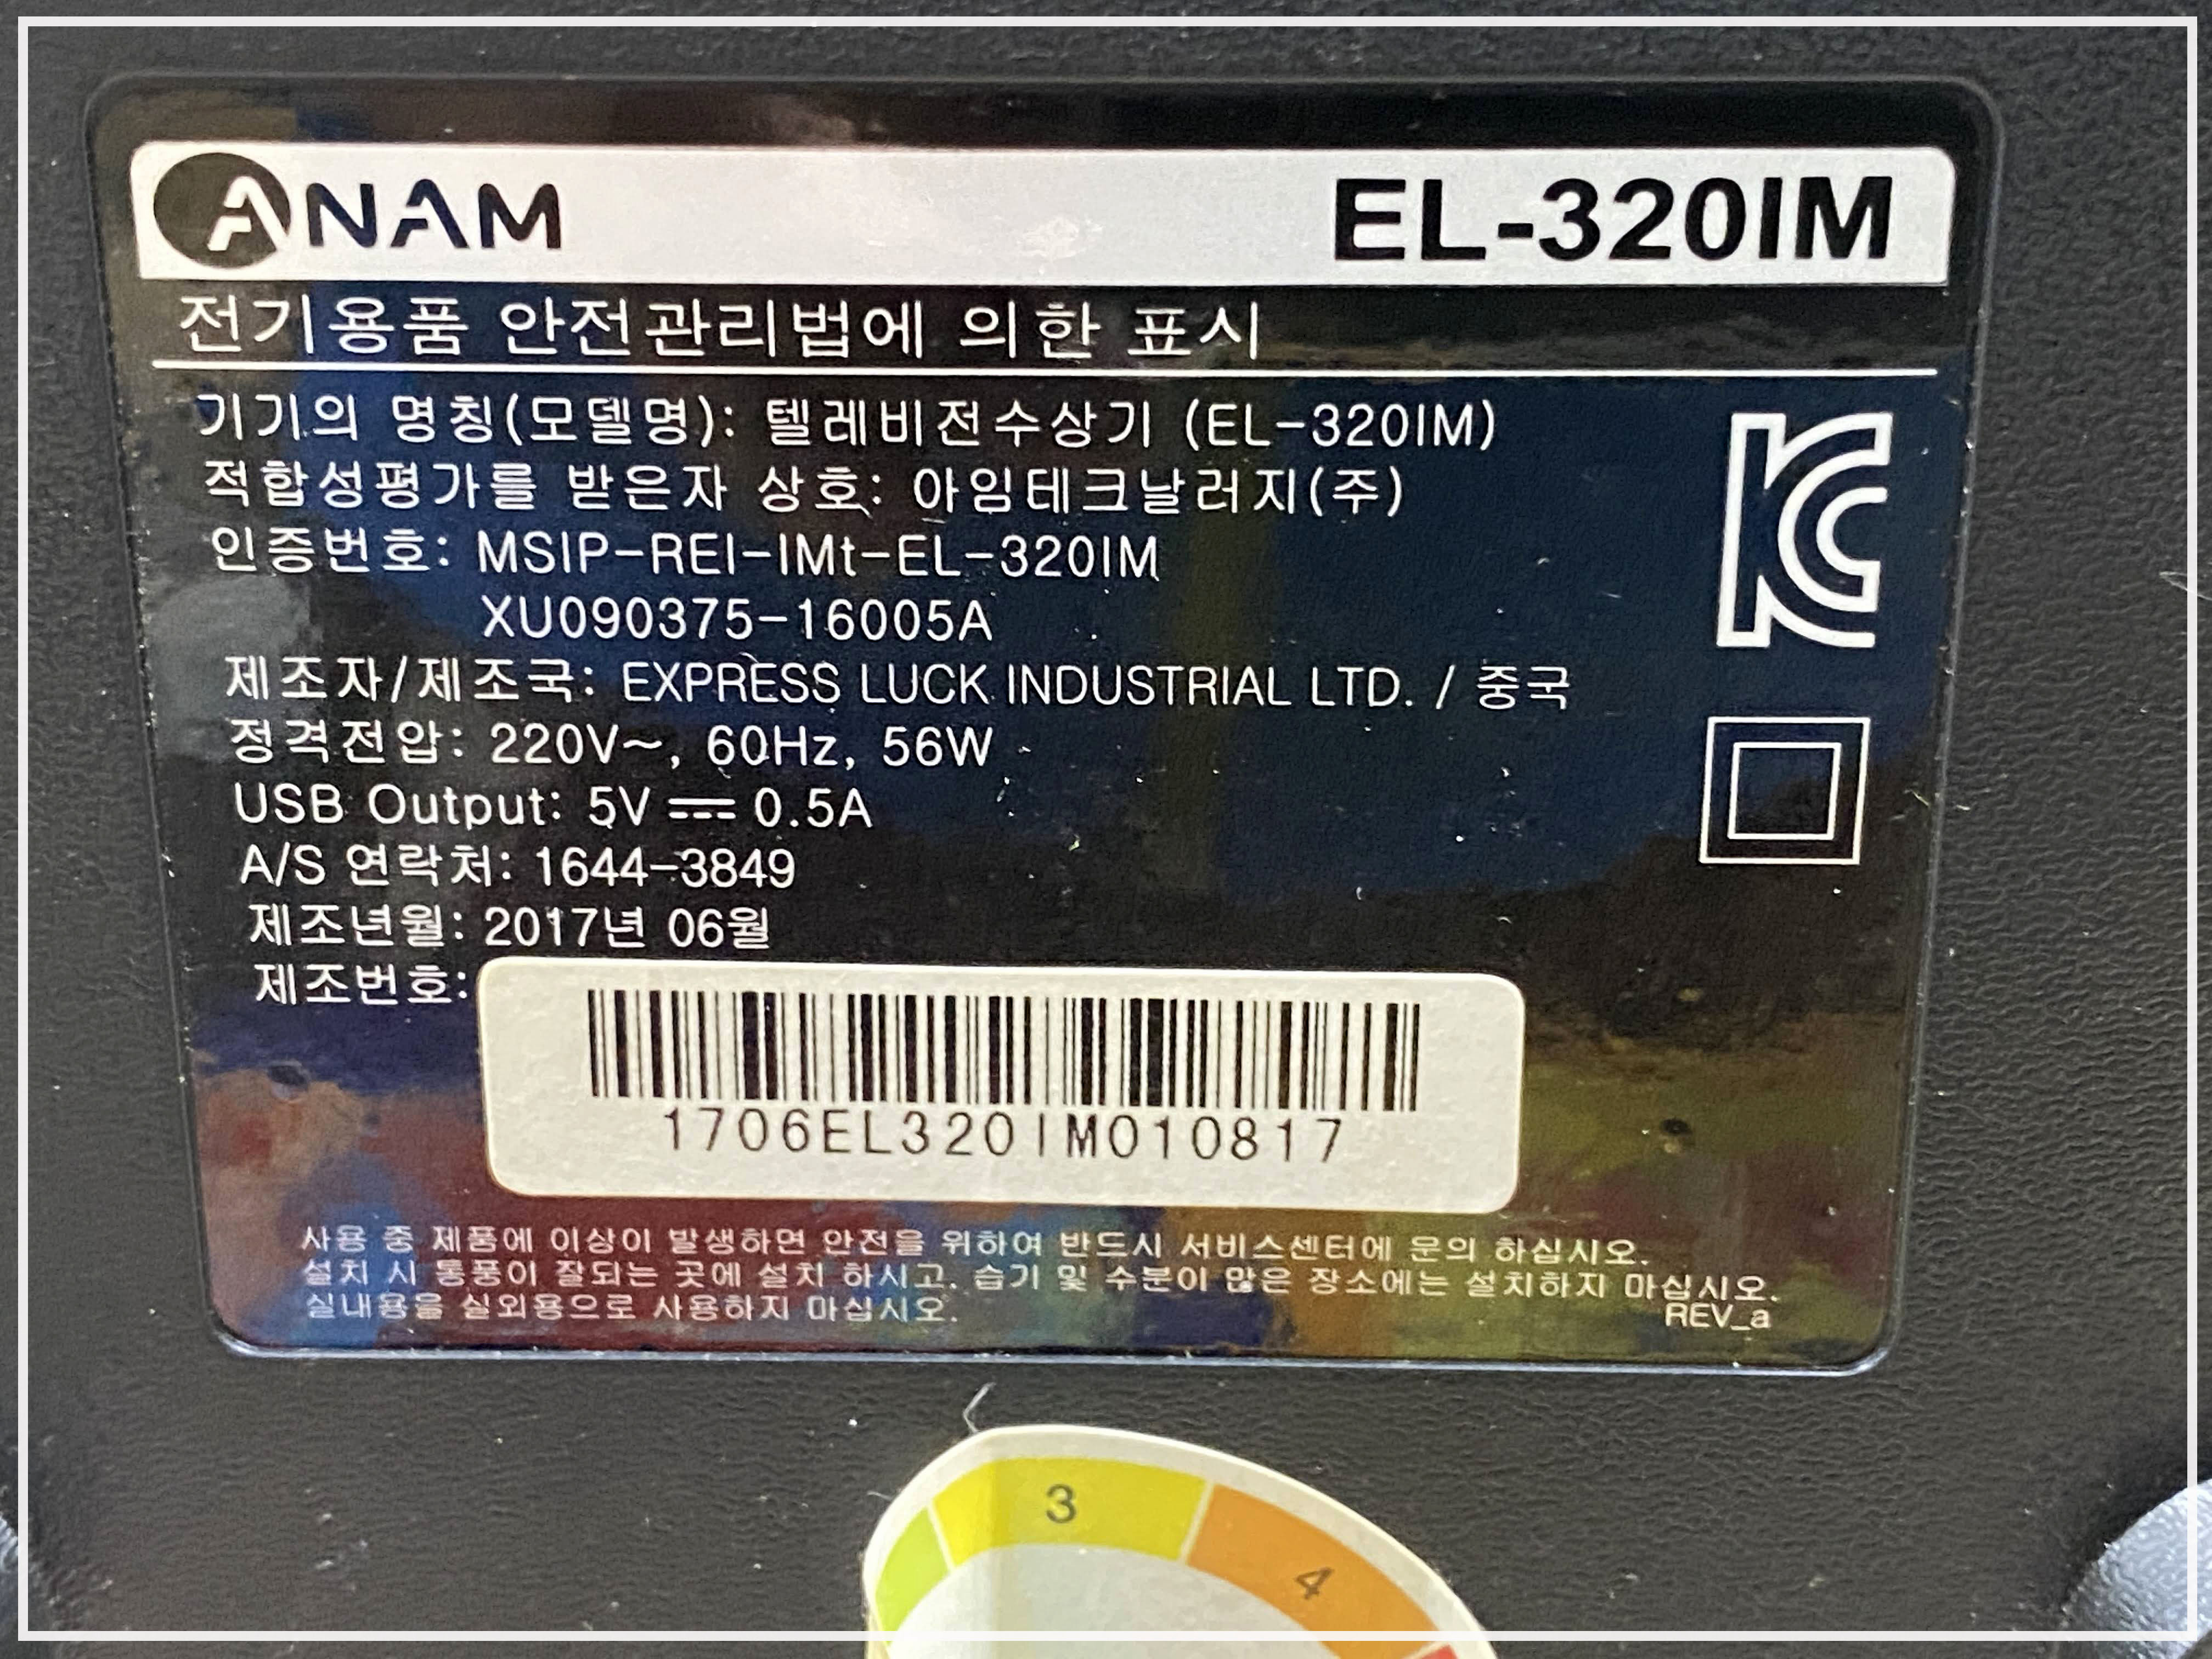 ANAM EL-320IM
전기용품 안전관리법에 의한 표시
기기의 명칭(모델명): 텔레비전수상기 (EL-320IM)
적합성평가를 받은자 상호: 아임테크날러지(주)
인증번호: MSIP-REI-IMt-EL-320IM
XU090375-16005A
제조자/제조국: EXPRESS LUCK INDUSTRIAL LTD. / 중국
정격전압: 220V~, 60Hz, 56W
USB Output: 5V ⎓ 0.5A
A/S 연락처: 1644-3849
제조년월: 2017년 06월
제조번호:
1706EL320IM010817
사용 중 제품에 이상이 발생하면 안전을 위하여 반드시 서비스센터에 문의 하십시오.
설치 시 통풍이 잘되는 곳에 설치 하시고, 습기 및 수분이 많은 장소에는 설치하지 마십시오.
실내용을 실외용으로 사용하지 마십시오.
REV_a
KC
3
4